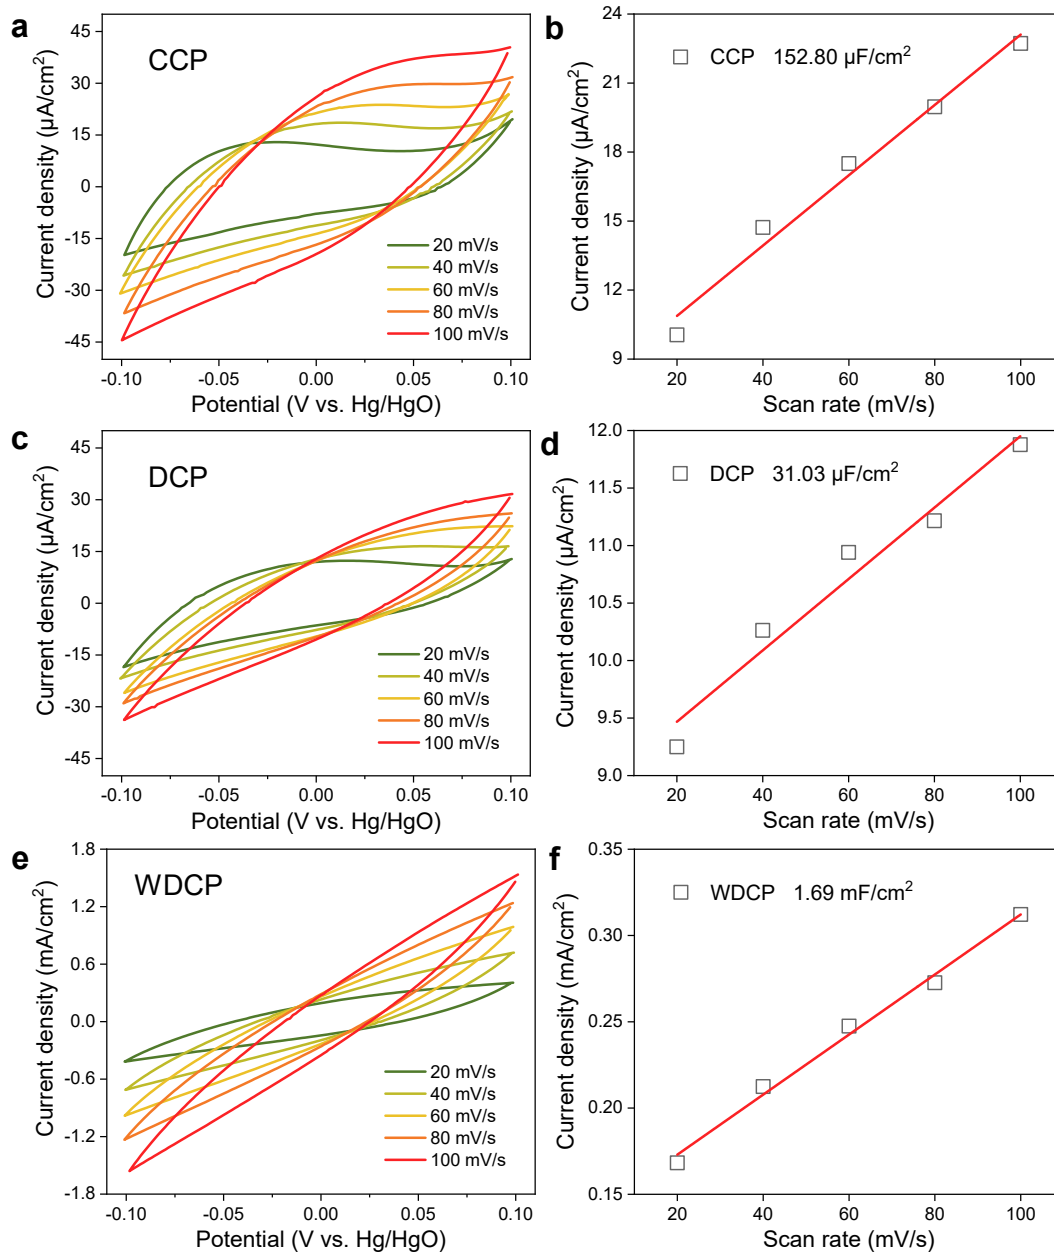 a
CCP
45
30
15
0
-15
-30
-45
Current density (µA/cm²)
20 mV/s
40 mV/s
60 mV/s
80 mV/s
100 mV/s
-0.10 -0.05 0.00 0.05 0.10
Potential (V vs. Hg/HgO)
b
CCP 152.80 µF/cm²
24
21
18
15
12
9
Current density (µA/cm²)
20 40 60 80 100
Scan rate (mV/s)
c
DCP
45
30
15
0
-15
-30
-45
Current density (µA/cm²)
20 mV/s
40 mV/s
60 mV/s
80 mV/s
100 mV/s
-0.10 -0.05 0.00 0.05 0.10
Potential (V vs. Hg/HgO)
d
DCP 31.03 µF/cm²
12.0
11.5
11.0
10.5
10.0
9.5
9.0
Current density (µA/cm²)
20 40 60 80 100
Scan rate (mV/s)
e
WDCP
1.8
1.2
0.6
0.0
-0.6
-1.2
-1.8
Current density (mA/cm²)
20 mV/s
40 mV/s
60 mV/s
80 mV/s
100 mV/s
-0.10 -0.05 0.00 0.05 0.10
Potential (V vs. Hg/HgO)
f
WDCP 1.69 mF/cm²
0.35
0.30
0.25
0.20
0.15
Current density (mA/cm²)
20 40 60 80 100
Scan rate (mV/s)